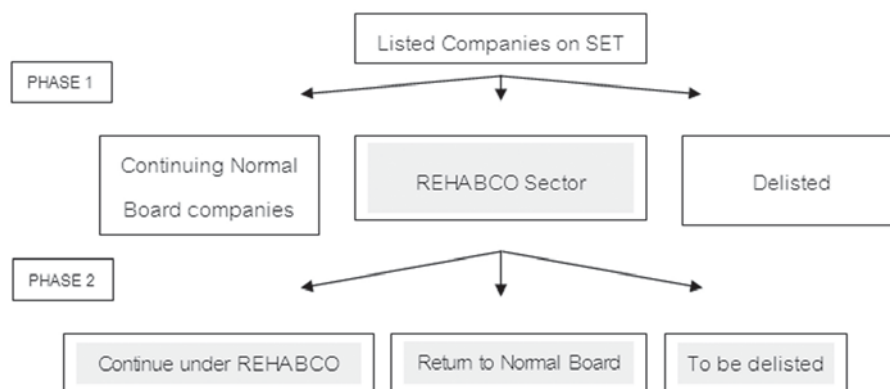 Listed Companies on SET
PHASE 1
Continuing Normal
Board companies
REHABCO Sector
Delisted
PHASE 2
Continue under REHABCO
Return to Normal Board
To be delisted